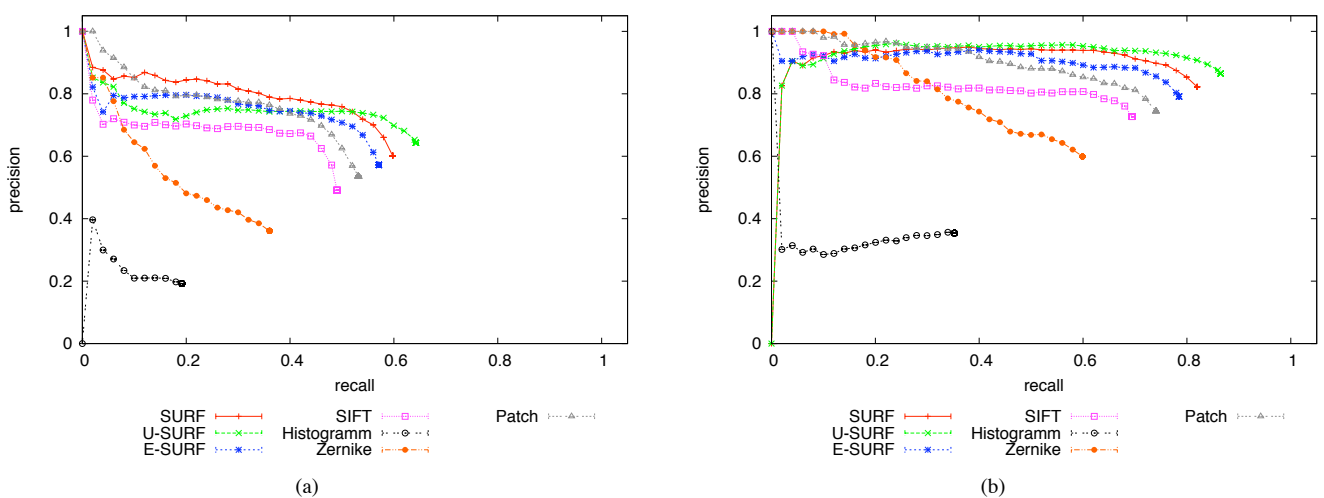 1
0.8
0.6
0.4
0.2
0
precision
0 0.2 0.4 0.6 0.8 1
recall
SURF
U-SURF
E-SURF
SIFT
Histogramm
Zernike
Patch
(a)
1
0.8
0.6
0.4
0.2
0
precision
0 0.2 0.4 0.6 0.8 1
recall
SURF
U-SURF
E-SURF
SIFT
Histogramm
Zernike
Patch
(b)